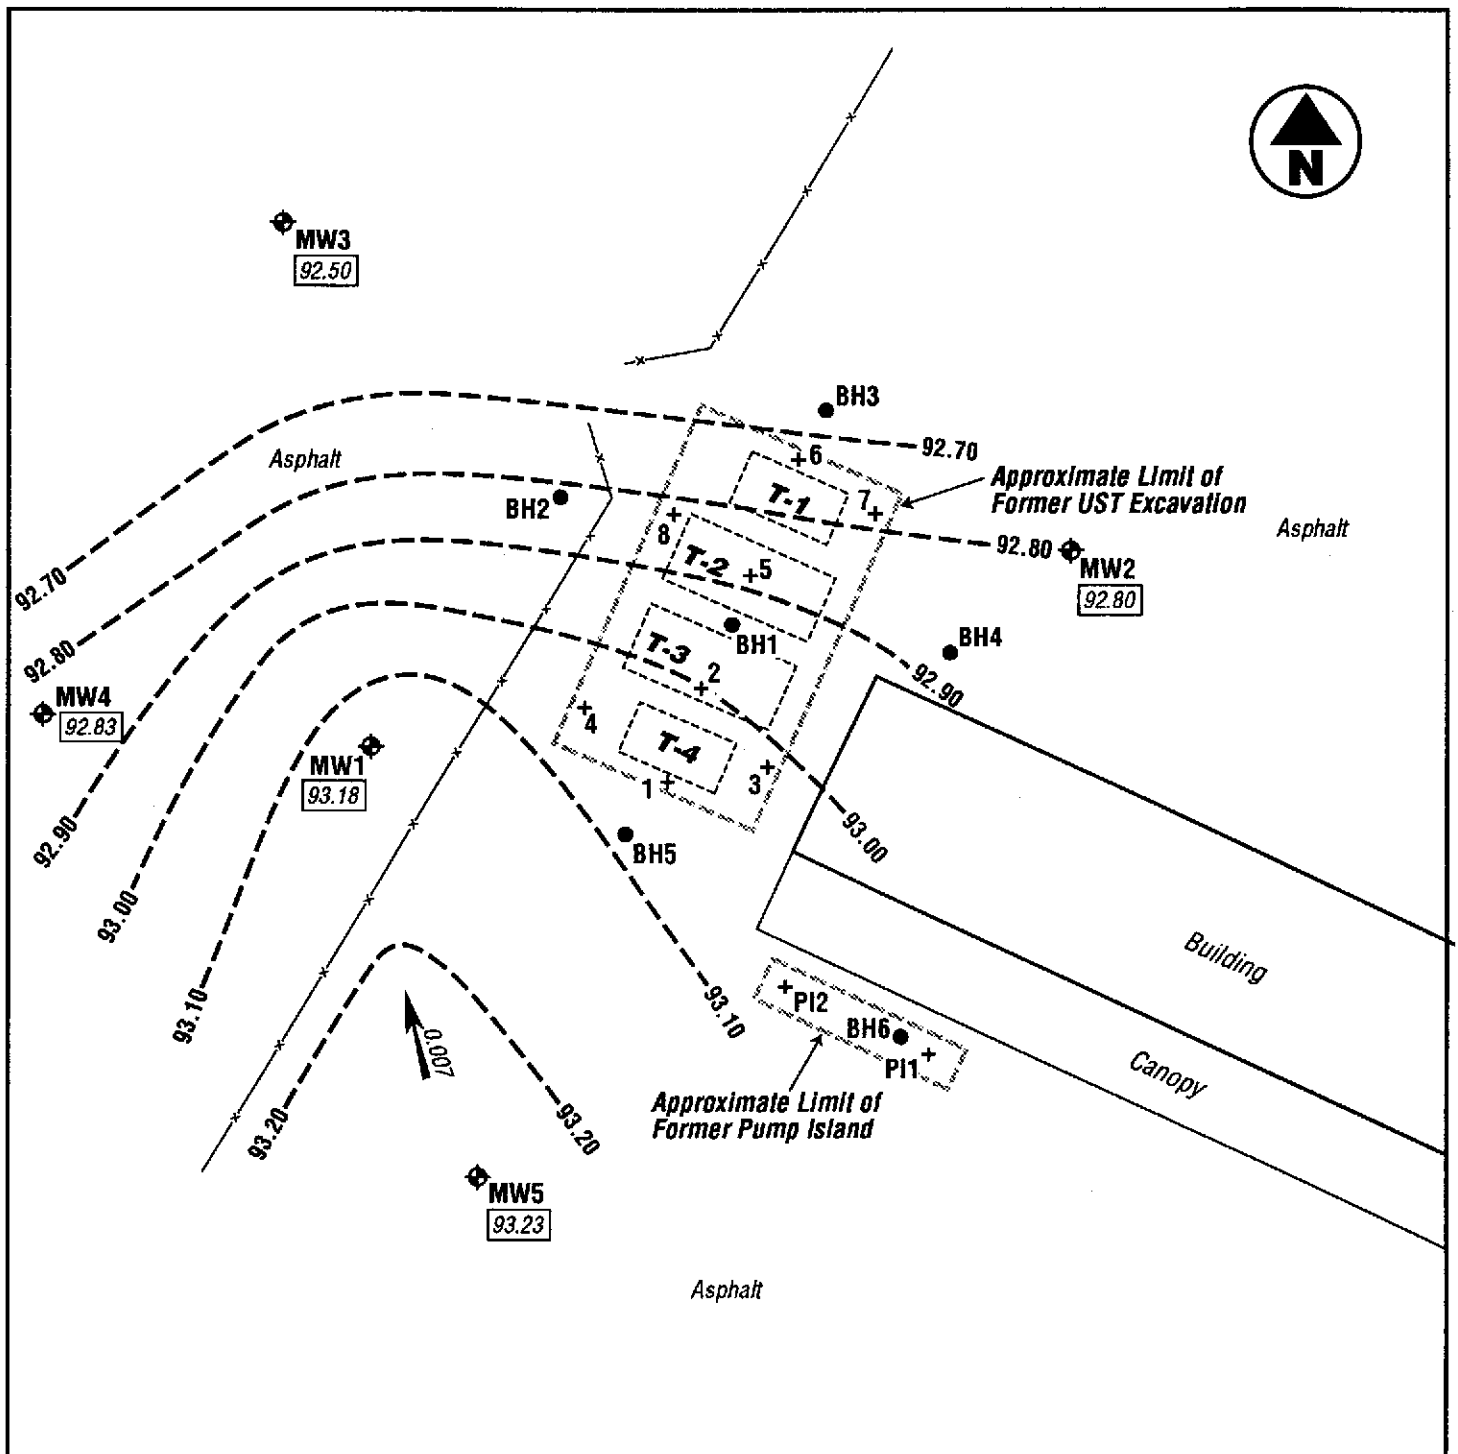 N
MW3
92.50
BH3
92.70
Asphalt
6
Approximate Limit of
Former UST Excavation
T-1
7
BH2
8
Asphalt
92.80
MW2
92.80
T-2
5
92.70
BH1
BH4
92.80
T-3
2
92.90
MW4
92.83
4
T-4
MW1
93.18
1
3
92.90
93.00
BH5
93.00
Building
93.10
93.10
PI2
BH6
PI1
0.007
Canopy
Approximate Limit of
Former Pump Island
93.20
93.20
MW5
93.23
Asphalt